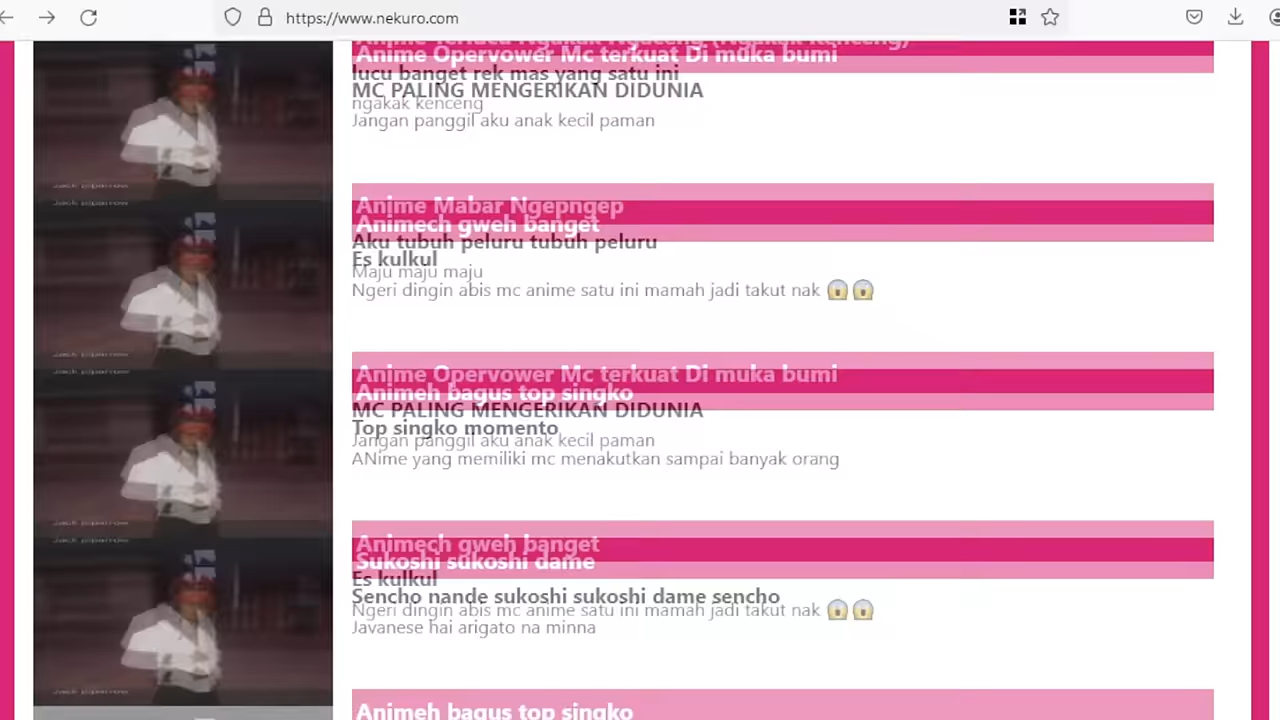 https://www.nekuro.com
Anime Terlucu Ngakak Ngaceng (Ngakak Kenceng)
Anime Opervower Mc terkuat Di muka bumi
lucu banget rek mas yang satu ini
MC PALING MENGERIKAN DIDUNIA
ngakak kenceng
Jangan panggil aku anak kecil paman
Anime Mabar Ngepngep
Animech gweh banget
Aku tubuh peluru tubuh peluru
Es kulkul
Maju maju maju
Ngeri dingin abis mc anime satu ini mamah jadi takut nak 😱😱
Anime Opervower Mc terkuat Di muka bumi
Animeh bagus top singko
MC PALING MENGERIKAN DIDUNIA
Top singko momento
Jangan panggil aku anak kecil paman
ANime yang memiliki mc menakutkan sampai banyak orang
Animech gweh banget
Sukoshi sukoshi dame
Es kulkul
Sencho nande sukoshi sukoshi dame sencho
Ngeri dingin abis mc anime satu ini mamah jadi takut nak 😱😱
Javanese hai arigato na minna
Animeh bagus top singko